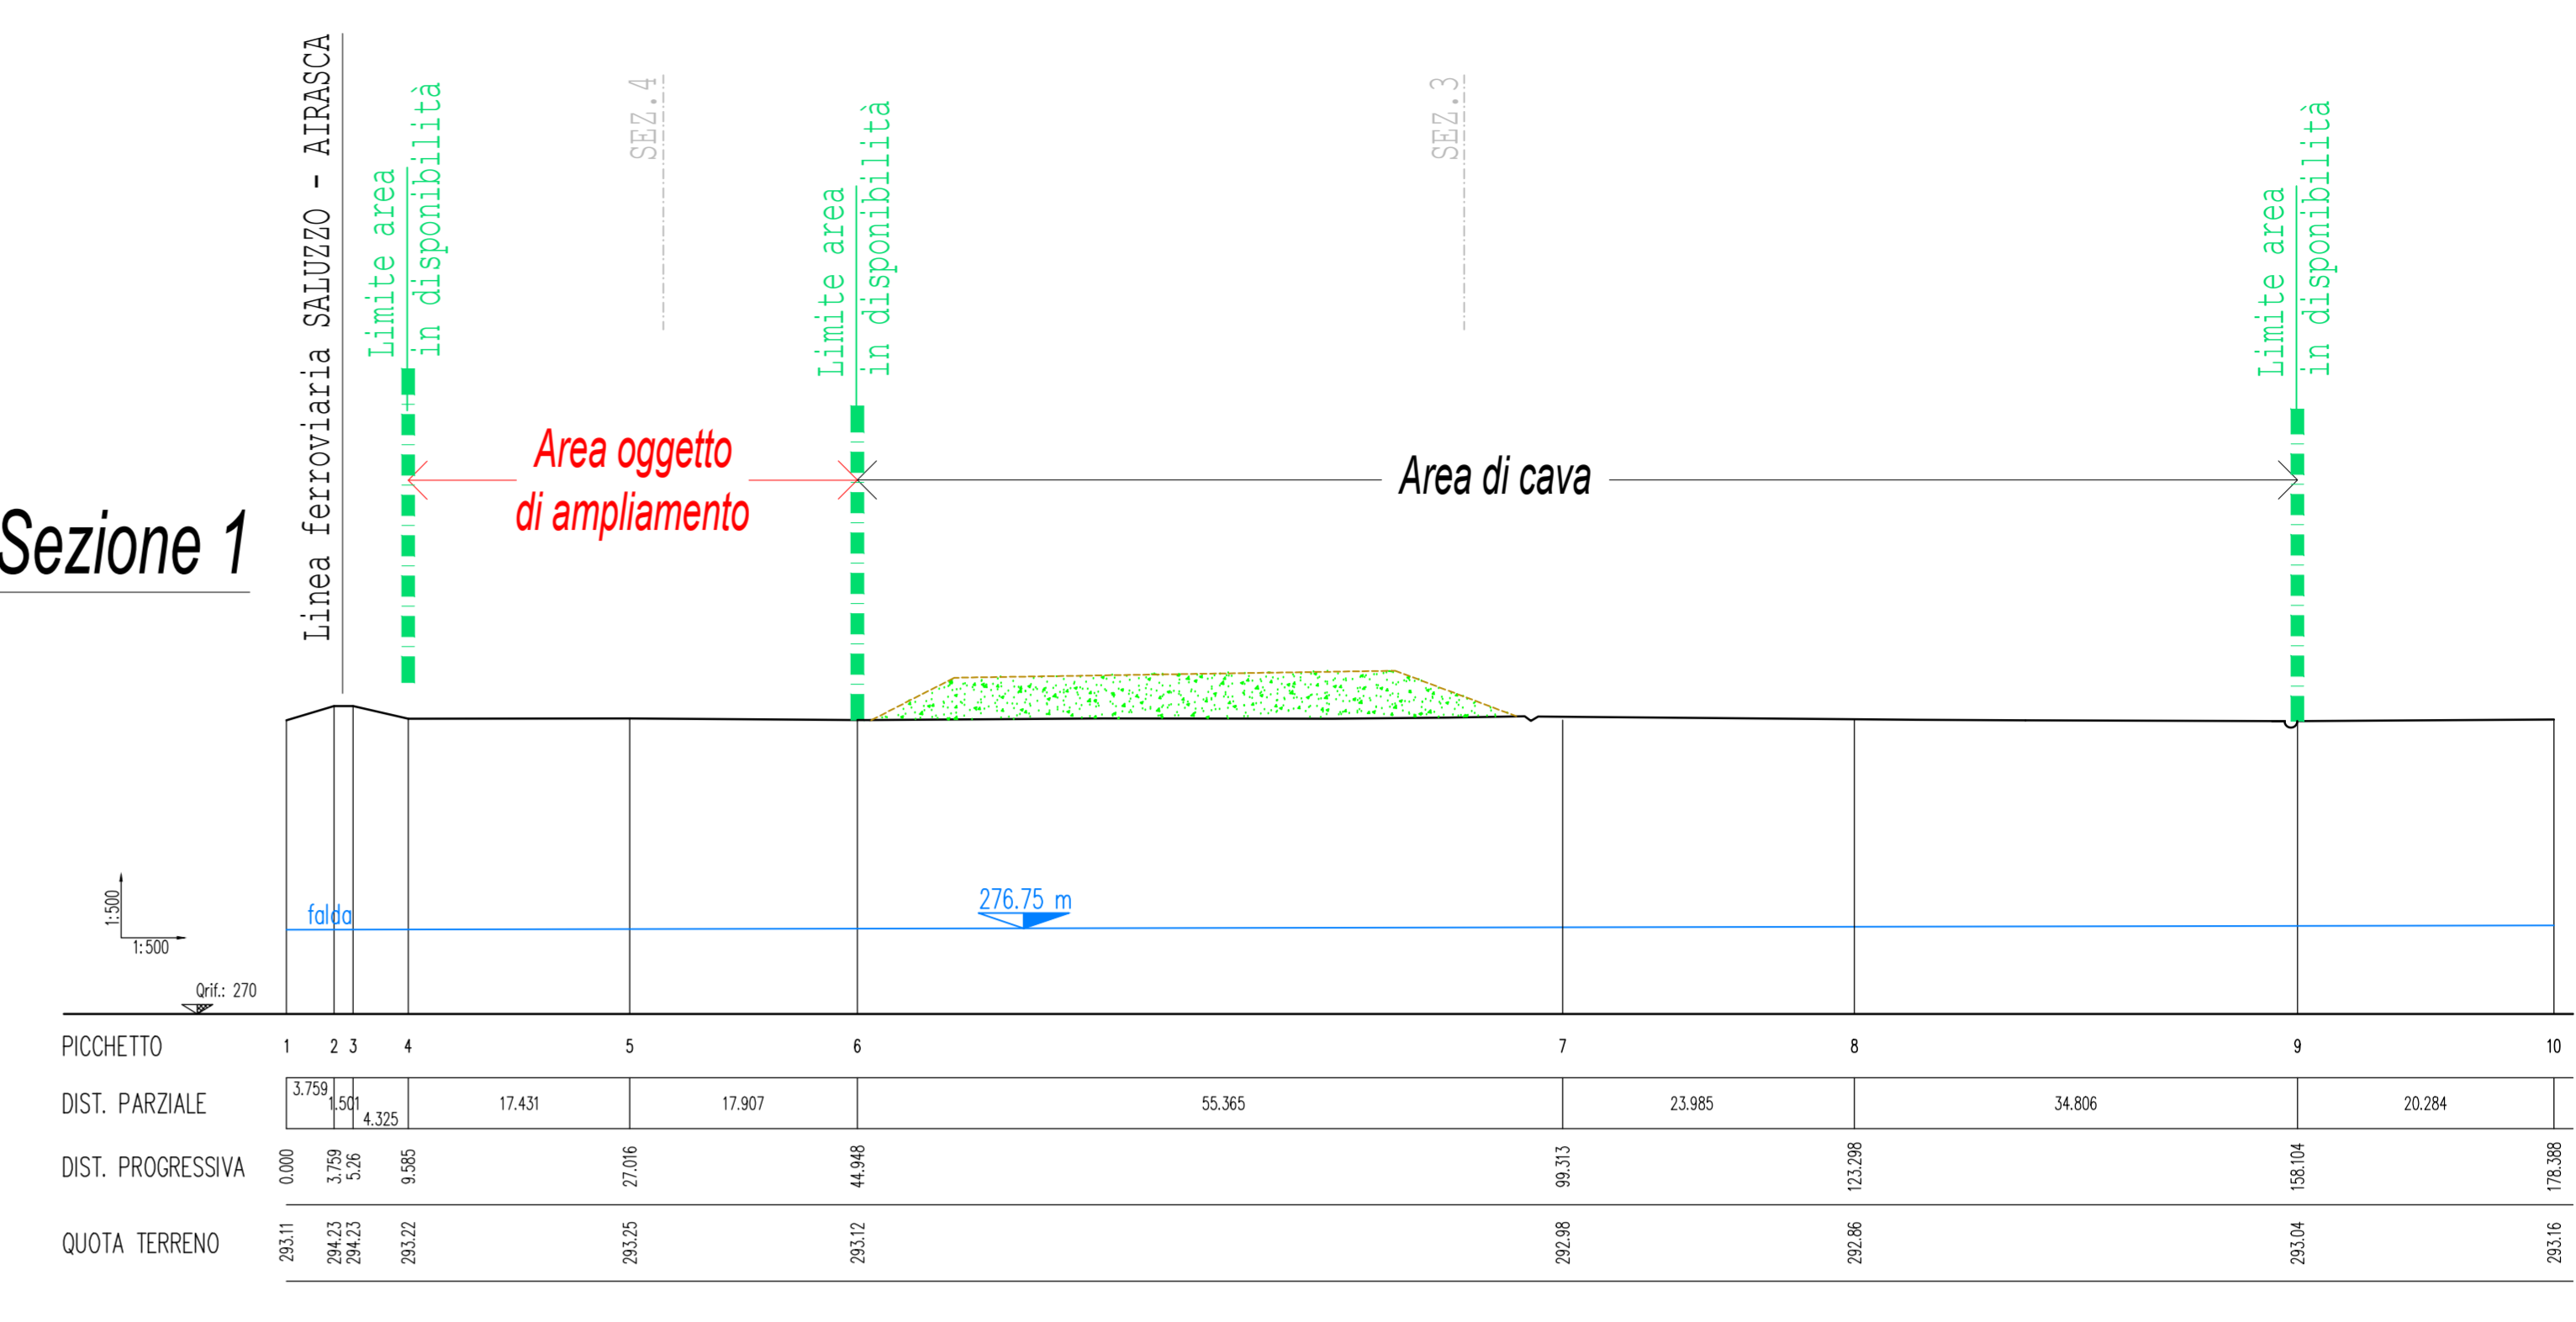 Linea ferroviaria SALUZZO - AIRASCA
Limite area
in disponibilità
SEZ.4
Limite area
in disponibilità
SEZ.3
Limite area
in disponibilità
Area oggetto
di ampliamento
Area di cava
Sezione 1
276.75 m
falda
1:500
1:500
Qrif.: 270
PICCHETTO 1 2 3 4 5 6 7 8 9 10
DIST. PARZIALE 3.759 1.501 4.325 17.431 17.907 55.365 23.985 34.806 20.284
DIST. PROGRESSIVA 0.000 3.759 5.26 9.585 27.016 44.948 99.313 123.298 158.104 178.388
QUOTA TERRENO 293.11 294.23 294.23 293.22 293.25 293.12 292.98 292.86 293.04 293.16